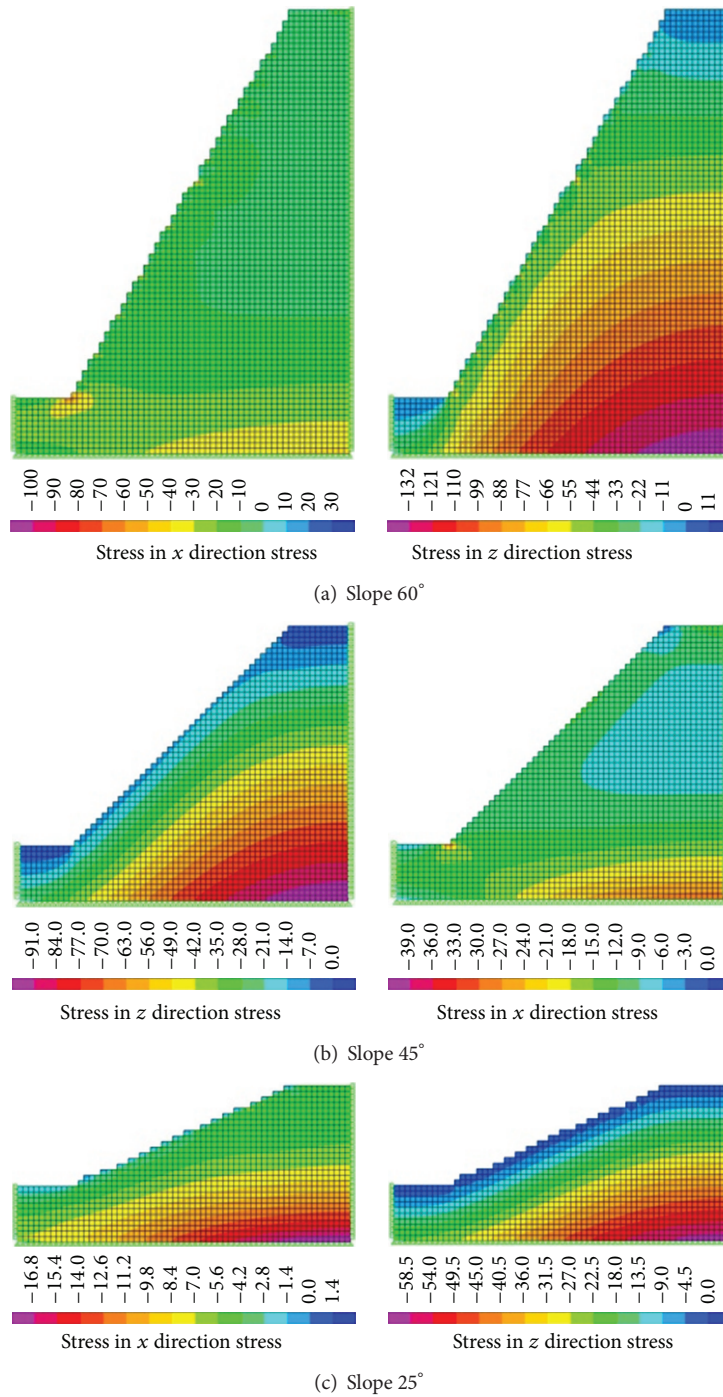 −100 −90 −80 −70 −60 −50 −40 −30 −20 −10 0 10 20 30
−132 −121 −110 −99 −88 −77 −66 −55 −44 −33 −22 −11 0 11
Stress in x direction stress
Stress in z direction stress
(a) Slope 60°
−91.0 −84.0 −77.0 −70.0 −63.0 −56.0 −49.0 −42.0 −35.0 −28.0 −21.0 −14.0 −7.0 0.0
−39.0 −36.0 −33.0 −30.0 −27.0 −24.0 −21.0 −18.0 −15.0 −12.0 −9.0 −6.0 −3.0 0.0
Stress in z direction stress
Stress in x direction stress
(b) Slope 45°
−16.8 −15.4 −14.0 −12.6 −11.2 −9.8 −8.4 −7.0 −5.6 −4.2 −2.8 −1.4 0.0 1.4
−58.5 −54.0 −49.5 −45.0 −40.5 −36.0 −31.5 −27.0 −22.5 −18.0 −13.5 −9.0 −4.5 0.0
Stress in x direction stress
Stress in z direction stress
(c) Slope 25°